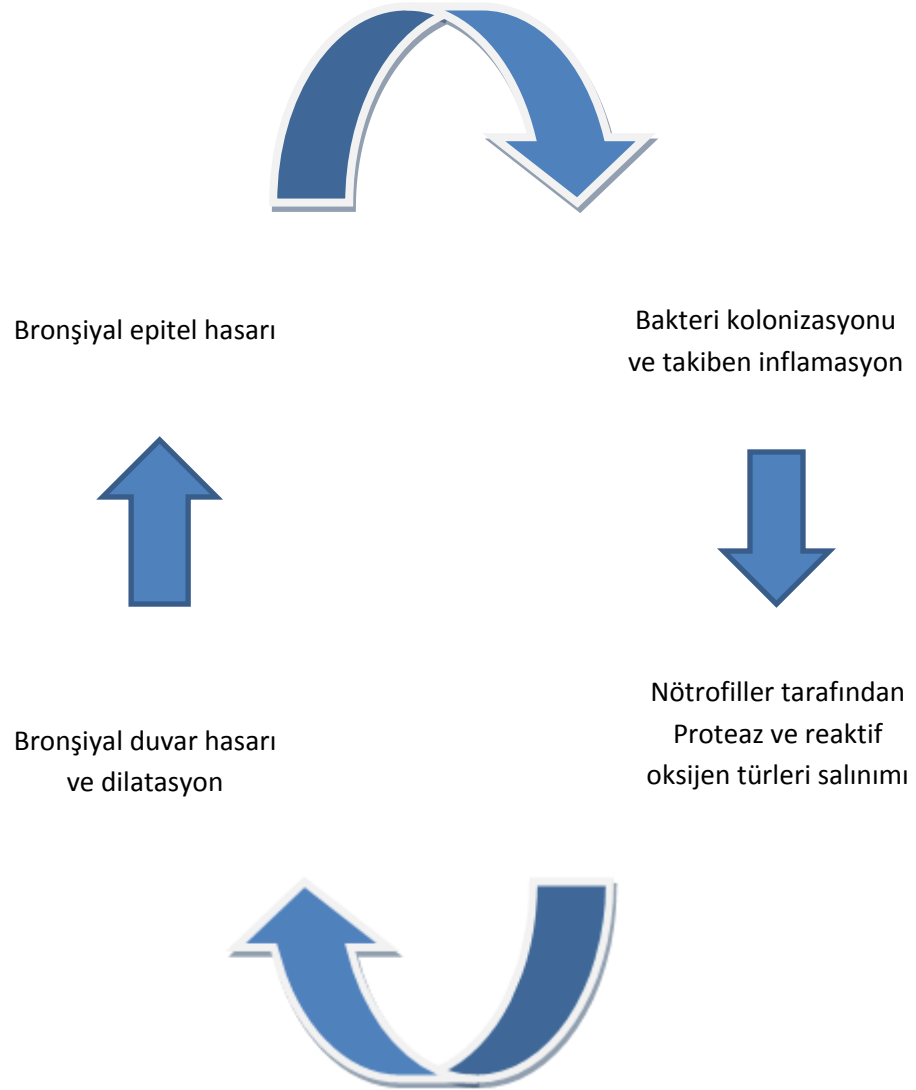 Bronşiyal epitel hasarı
Bakteri kolonizasyonu
ve takiben inflamasyon
Nötrofiller tarafından
Proteaz ve reaktif
oksijen türleri salınımı
Bronşiyal duvar hasarı
ve dilatasyon